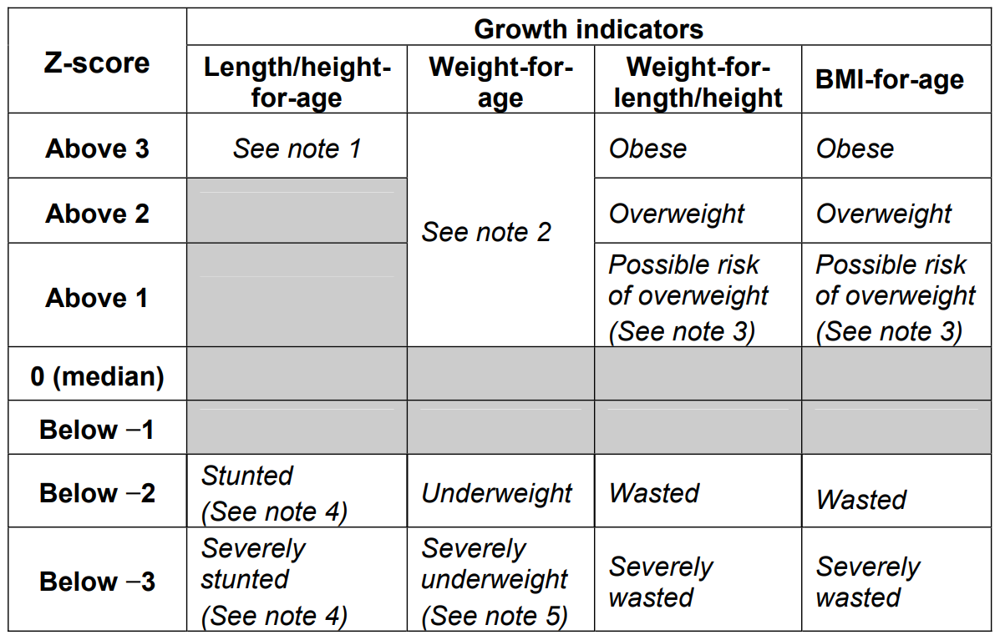 Growth indicators
Z-score
Length/height-
for-age
Weight-for-
age
Weight-for-
length/height
BMI-for-age
Above 3
See note 1
See note 2
Obese
Obese
Above 2
Overweight
Overweight
Above 1
Possible risk
of overweight
(See note 3)
Possible risk
of overweight
(See note 3)
0 (median)
Below −1
Below −2
Stunted
(See note 4)
Underweight
Wasted
Wasted
Below −3
Severely
stunted
(See note 4)
Severely
underweight
(See note 5)
Severely
wasted
Severely
wasted